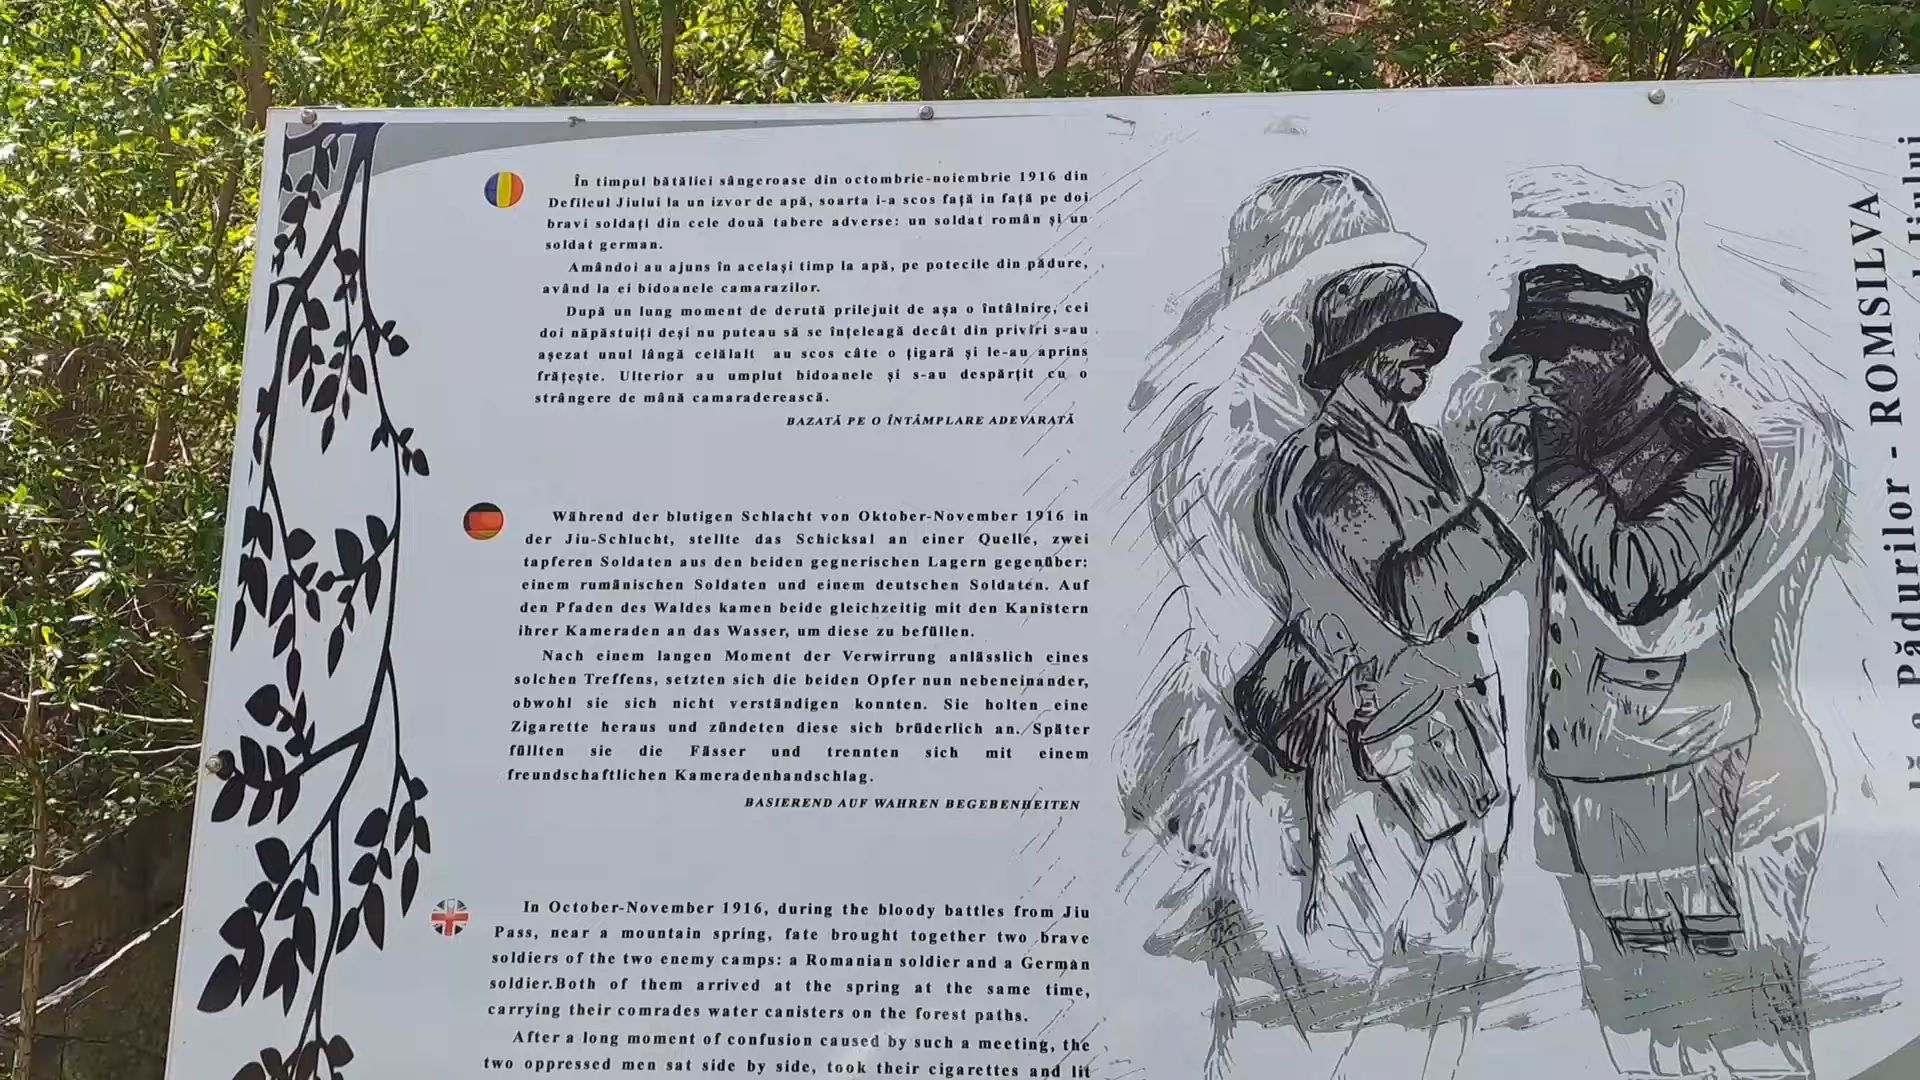 În timpul bătăliei sângeroase din octombrie-noiembrie 1916 din
Defileul Jiului la un izvor de apă, soarta i-a scos față in față pe doi
bravi soldați din cele două tabere adverse: un soldat român și un
soldat german.
Amândoi au ajuns în același timp la apă, pe potecile din pădure,
având la ei bidoanele camarazilor.
După un lung moment de derută prilejuit de așa o întâlnire, cei
doi năpăstuiți deși nu puteau să se înțeleagă decât din priviri s-au
așezat unul lângă celălalt au scos câte o țigară și le-au aprins
frățește. Ulterior au umplut bidoanele și s-au despărțit cu o
strângere de mână camaraderească.
BAZATĂ PE O ÎNTÂMPLARE ADEVARATĂ
Während der blutigen Schlacht von Oktober-November 1916 in
der Jiu-Schlucht, stellte das Schicksal an einer Quelle, zwei
tapferen Soldaten aus den beiden gegnerischen Lagern gegenüber:
einem rumänischen Soldaten und einem deutschen Soldaten. Auf
den Pfaden des Waldes kamen beide gleichzeitig mit den Kanistern
ihrer Kameraden an das Wasser, um diese zu befüllen.
Nach einem langen Moment der Verwirrung anlässlich eines
solchen Treffens, setzten sich die beiden Opfer nun nebeneinander,
obwohl sie sich nicht verständigen konnten. Sie holten eine
Zigarette heraus und zündeten diese sich brüderlich an. Später
füllten sie die Fässer und trennten sich mit einem
freundschaftlichen Kameradenhandschlag.
BASIEREND AUF WAHREN BEGEBENHEITEN
In October-November 1916, during the bloody battles from Jiu
Pass, near a mountain spring, fate brought together two brave
soldiers of the two enemy camps: a Romanian soldier and a German
soldier.Both of them arrived at the spring at the same time,
carrying their comrades water canisters on the forest paths.
After a long moment of confusion caused by such a meeting, the
two oppressed men sat side by side, took their cigarettes and lit
Pădurilor - ROMSILVA
Jiului